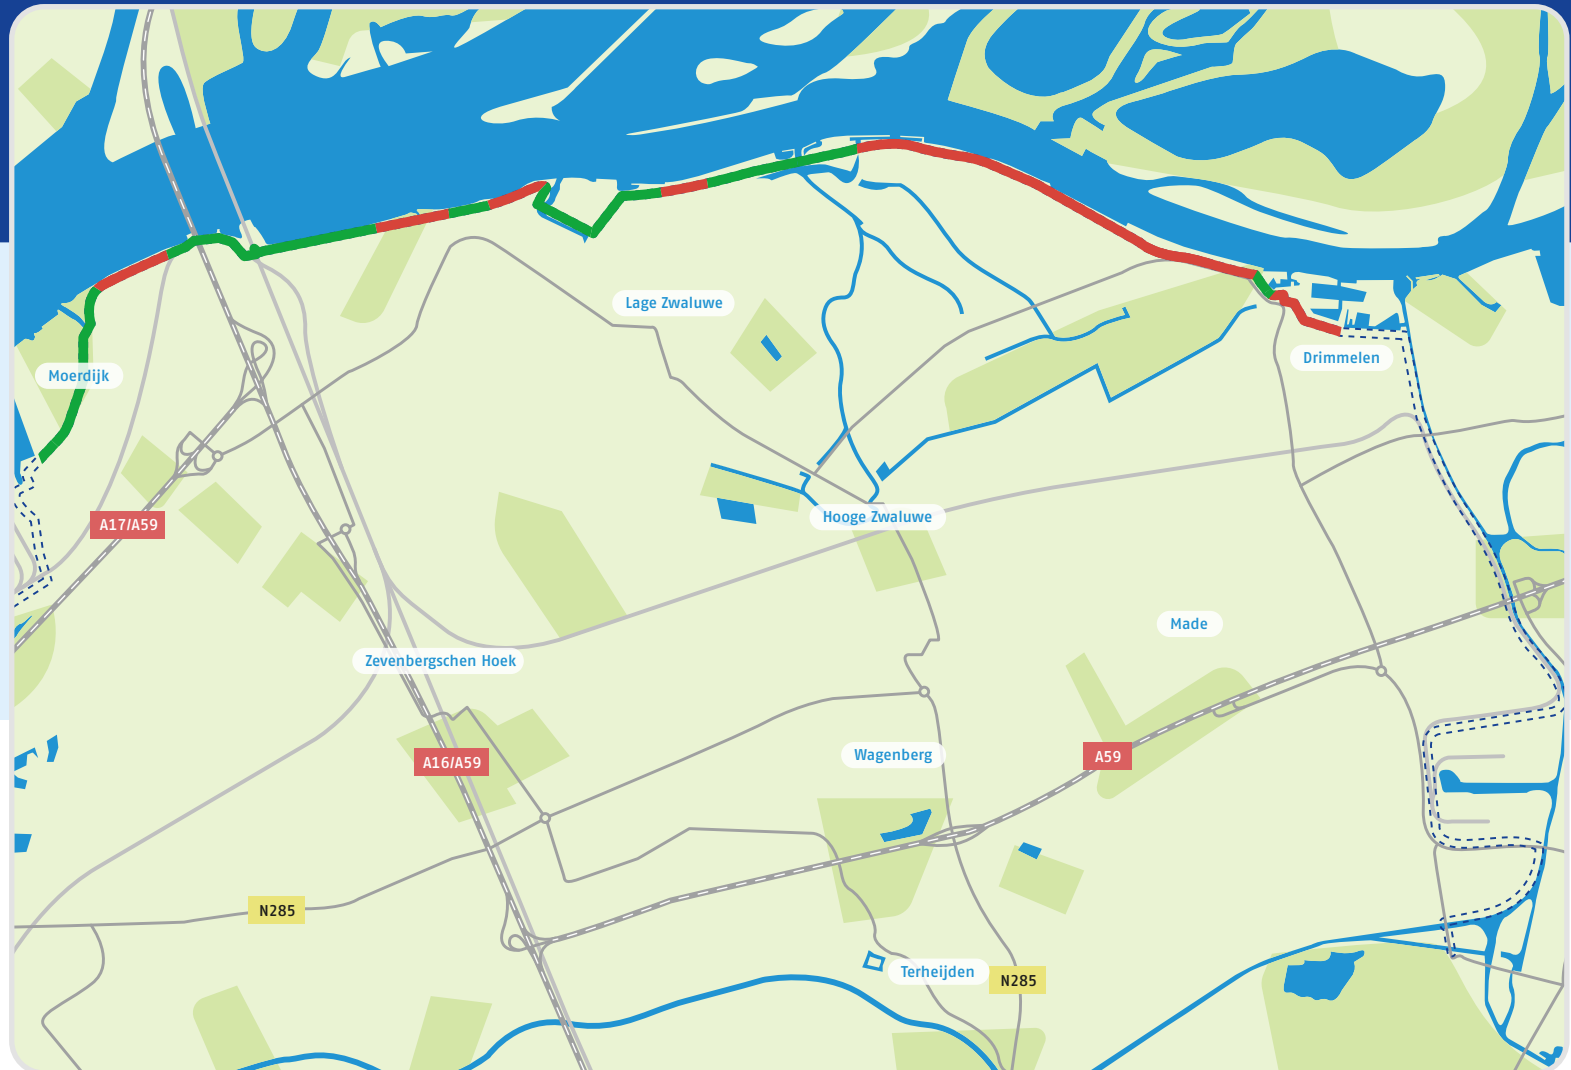 Lage Zwaluwe
Drimmelen
Moerdijk
Hooge Zwaluwe
A17/A59
Made
Zevenbergschen Hoek
Wagenberg
A59
A16/A59
N285
Terheijden
N285